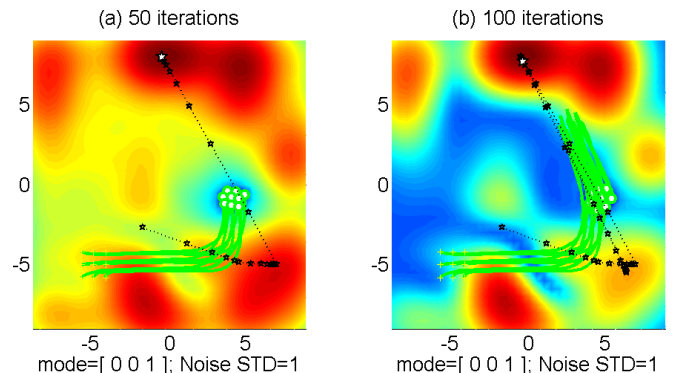 (a) 50 iterations
(b) 100 iterations
5
0
-5
-5 0 5
mode=[ 0 0 1 ]; Noise STD=1
5
0
-5
-5 0 5
mode=[ 0 0 1 ]; Noise STD=1